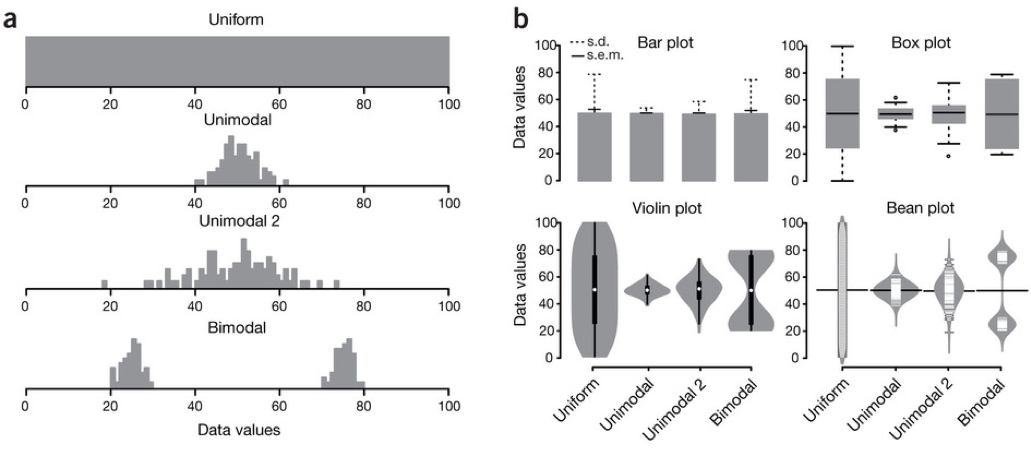 a
Uniform
0 20 40 60 80 100
Unimodal
0 20 40 60 80 100
Unimodal 2
0 20 40 60 80 100
Bimodal
0 20 40 60 80 100
Data values
b
Bar plot
s.d.
s.e.m.
Data values
100
80
60
40
20
0
Box plot
100
80
60
40
20
0
Violin plot
Data values
100
80
60
40
20
0
Uniform
Unimodal
Unimodal 2
Bimodal
Bean plot
100
80
60
40
20
0
Uniform
Unimodal
Unimodal 2
Bimodal